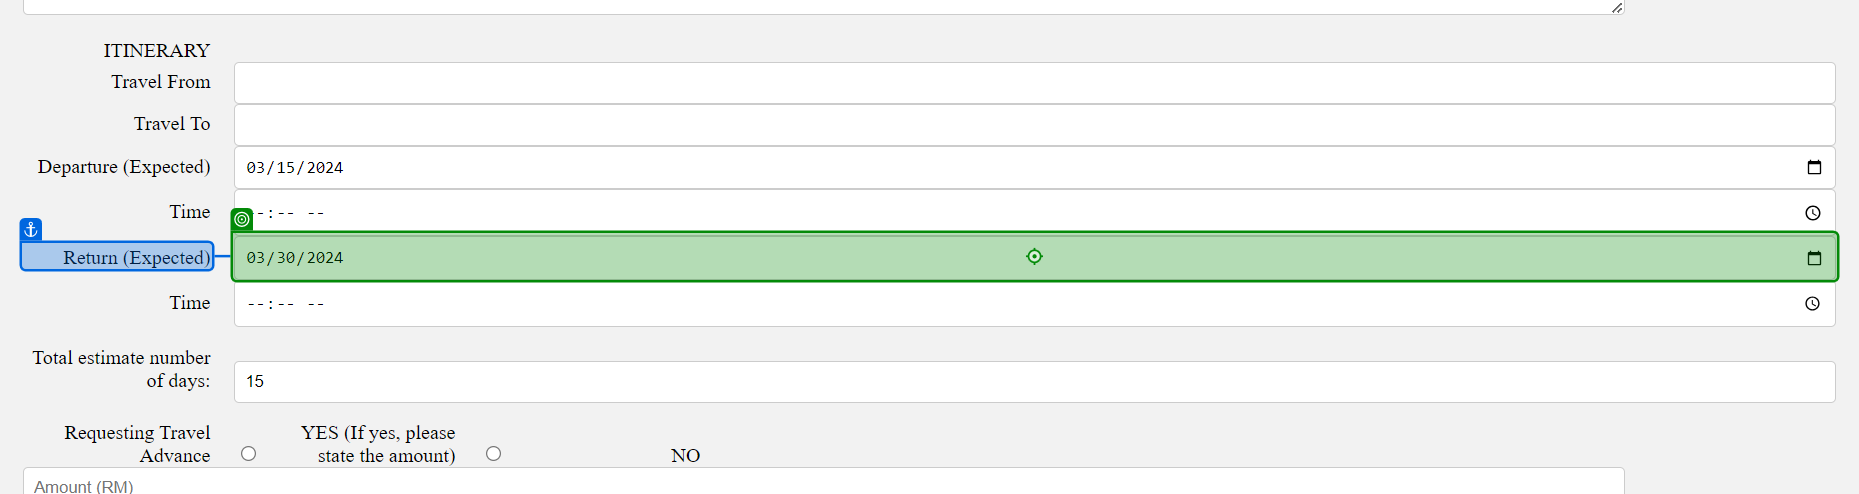 ITINERARY
Travel From
Travel To
Departure (Expected) 03/15/2024
Time --:-- --
Return (Expected) 03/30/2024
Time --:-- --
Total estimate number
of days: 15
Requesting Travel
Advance
YES (If yes, please
state the amount)
NO
Amount (RM)